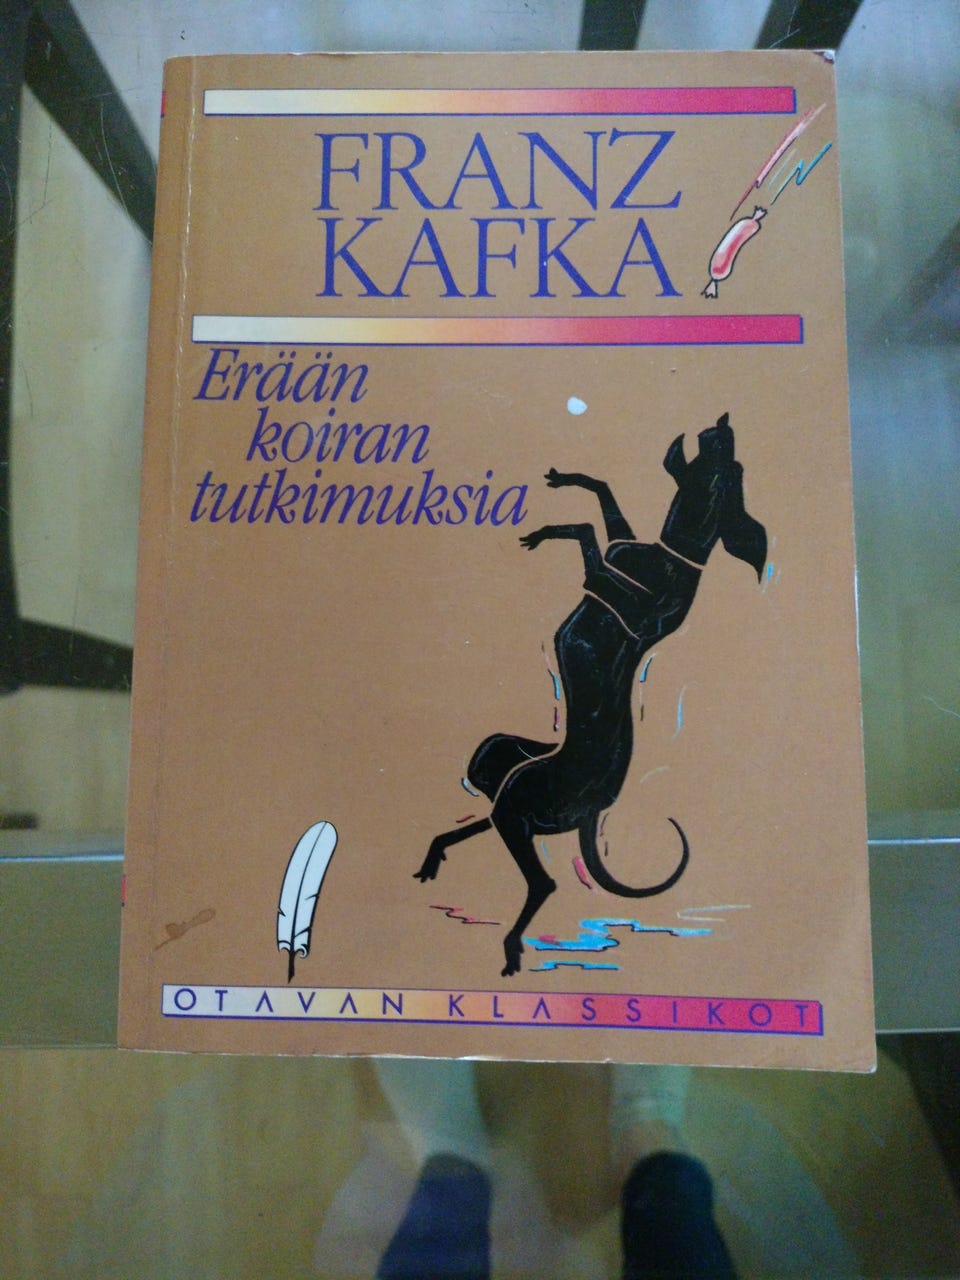 FRANZ
KAFKA
Erään
koiran
tutkimuksia
OTAVAN KLASSIKOT